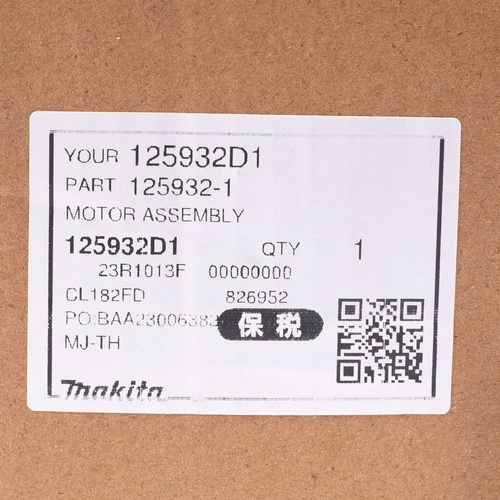 YOUR 125932D1
PART 125932-1
MOTOR ASSEMBLY
125932D1 QTY 1
23R1013F 00000000
CL182FD 826952
PO:BAA23006382
保税
MJ-TH
makita